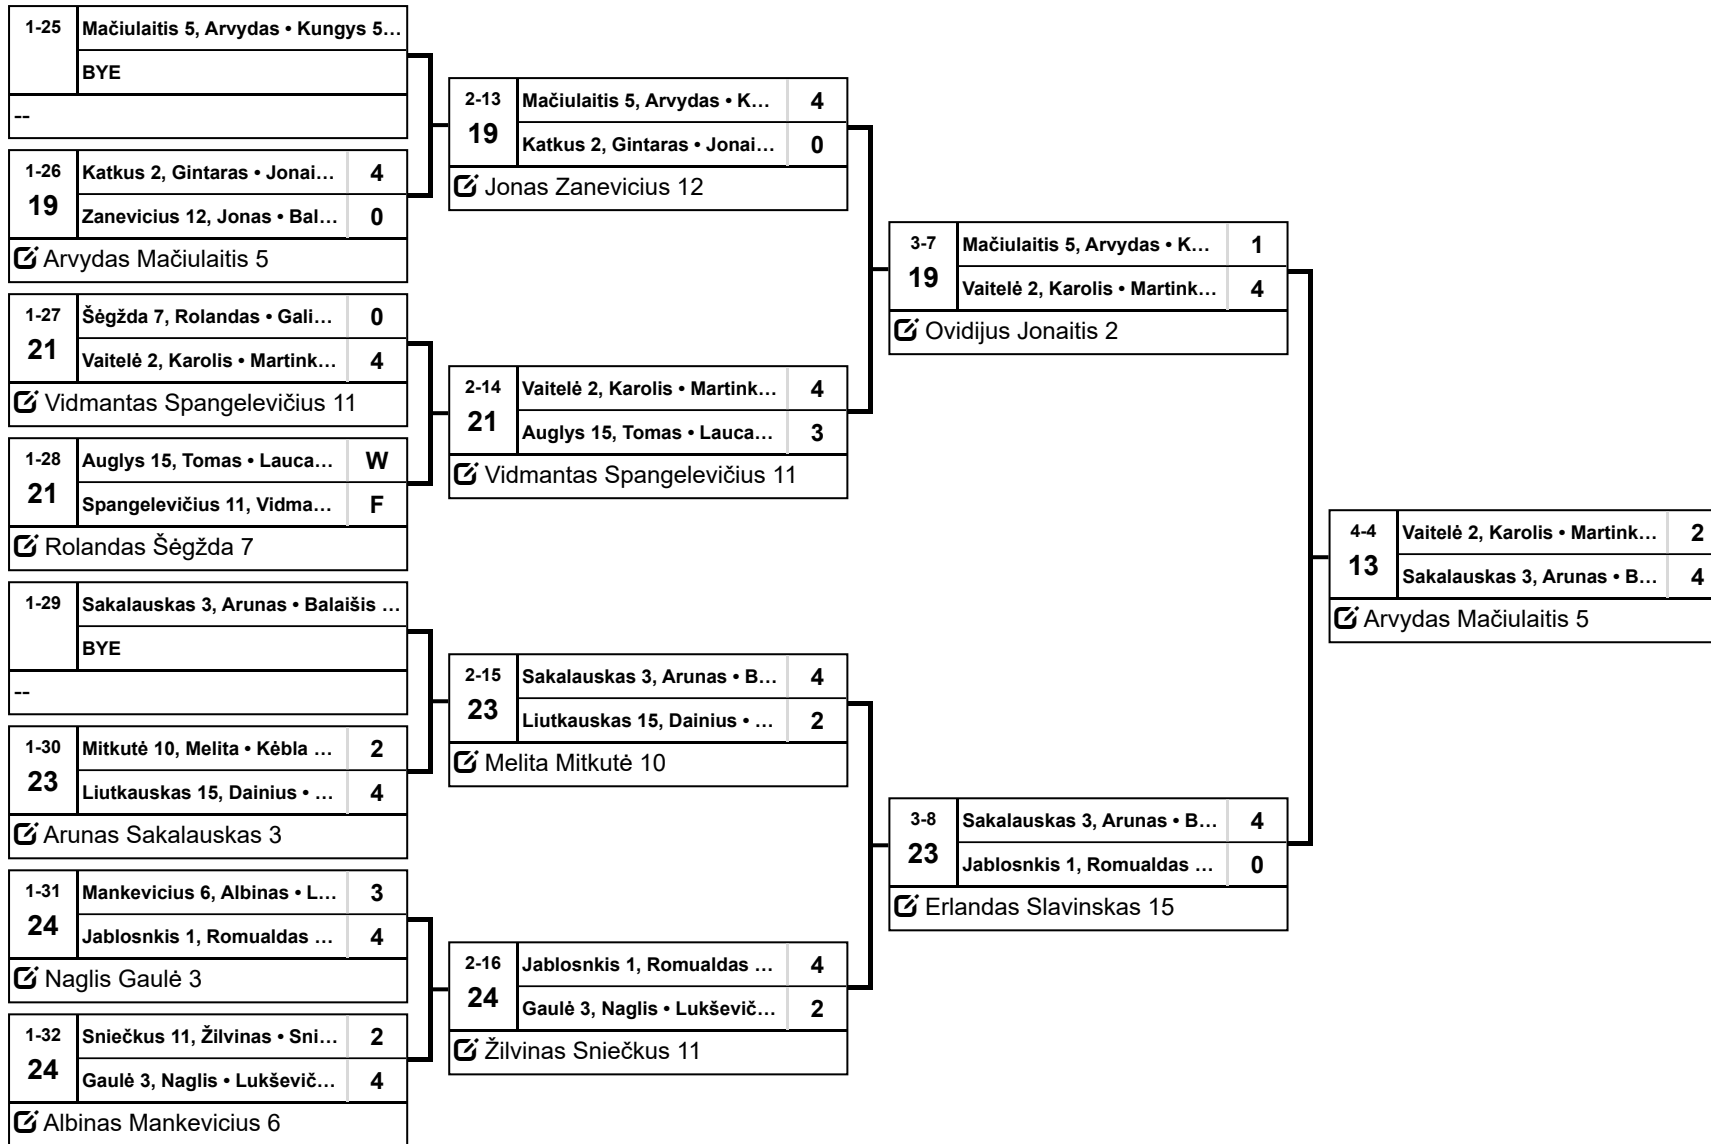 1-25 Mačiulaitis 5, Arvydas • Kungys 5...
BYE
--
1-26 Katkus 2, Gintaras • Jonai... 4
19 Zanevicius 12, Jonas • Bal... 0
Arvydas Mačiulaitis 5
1-27 Šėgžda 7, Rolandas • Gali... 0
21 Vaitelė 2, Karolis • Martink... 4
Vidmantas Spangelevičius 11
1-28 Auglys 15, Tomas • Lauca... W
21 Spangelevičius 11, Vidma... F
Rolandas Šėgžda 7
1-29 Sakalauskas 3, Arunas • Balaišis ...
BYE
--
1-30 Mitkutė 10, Melita • Kėbla ... 2
23 Liutkauskas 15, Dainius • ... 4
Arunas Sakalauskas 3
1-31 Mankevicius 6, Albinas • L... 3
24 Jablosnkis 1, Romualdas ... 4
Naglis Gaulė 3
1-32 Sniečkus 11, Žilvinas • Sni... 2
24 Gaulė 3, Naglis • Lukševič... 4
Albinas Mankevicius 6
2-13 Mačiulaitis 5, Arvydas • K... 4
19 Katkus 2, Gintaras • Jonai... 0
Jonas Zanevicius 12
2-14 Vaitelė 2, Karolis • Martink... 4
21 Auglys 15, Tomas • Lauca... 3
Vidmantas Spangelevičius 11
2-15 Sakalauskas 3, Arunas • B... 4
23 Liutkauskas 15, Dainius • ... 2
Melita Mitkutė 10
2-16 Jablosnkis 1, Romualdas ... 4
24 Gaulė 3, Naglis • Lukševič... 2
Žilvinas Sniečkus 11
3-7 Mačiulaitis 5, Arvydas • K... 1
19 Vaitelė 2, Karolis • Martink... 4
Ovidijus Jonaitis 2
3-8 Sakalauskas 3, Arunas • B... 4
23 Jablosnkis 1, Romualdas ... 0
Erlandas Slavinskas 15
4-4 Vaitelė 2, Karolis • Martink... 2
13 Sakalauskas 3, Arunas • B... 4
Arvydas Mačiulaitis 5